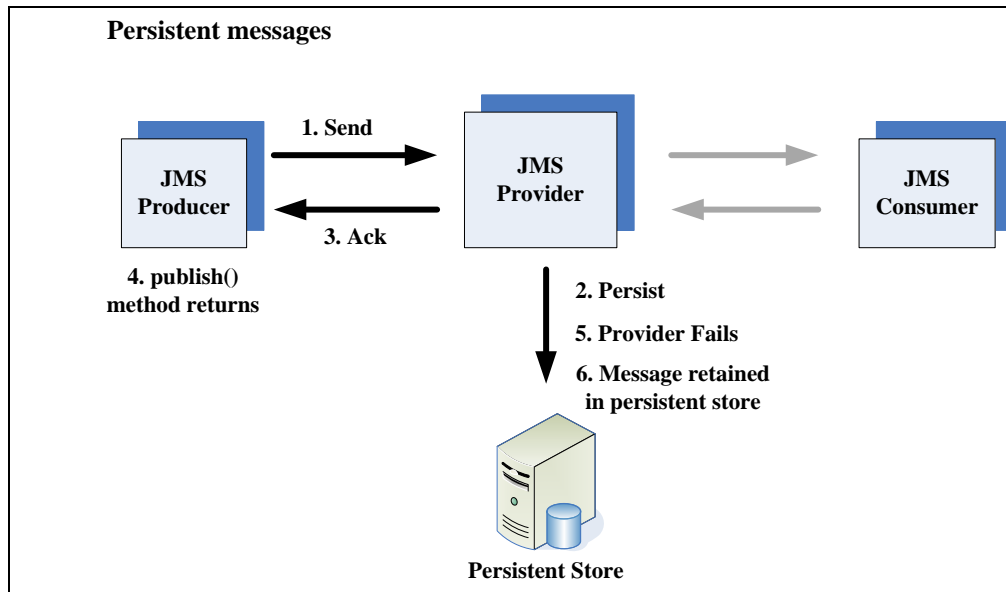 Persistent messages
1. Send
JMS
Producer
JMS
Provider
JMS
Consumer
3. Ack
4. publish()
method returns
2. Persist
5. Provider Fails
6. Message retained
in persistent store
Persistent Store